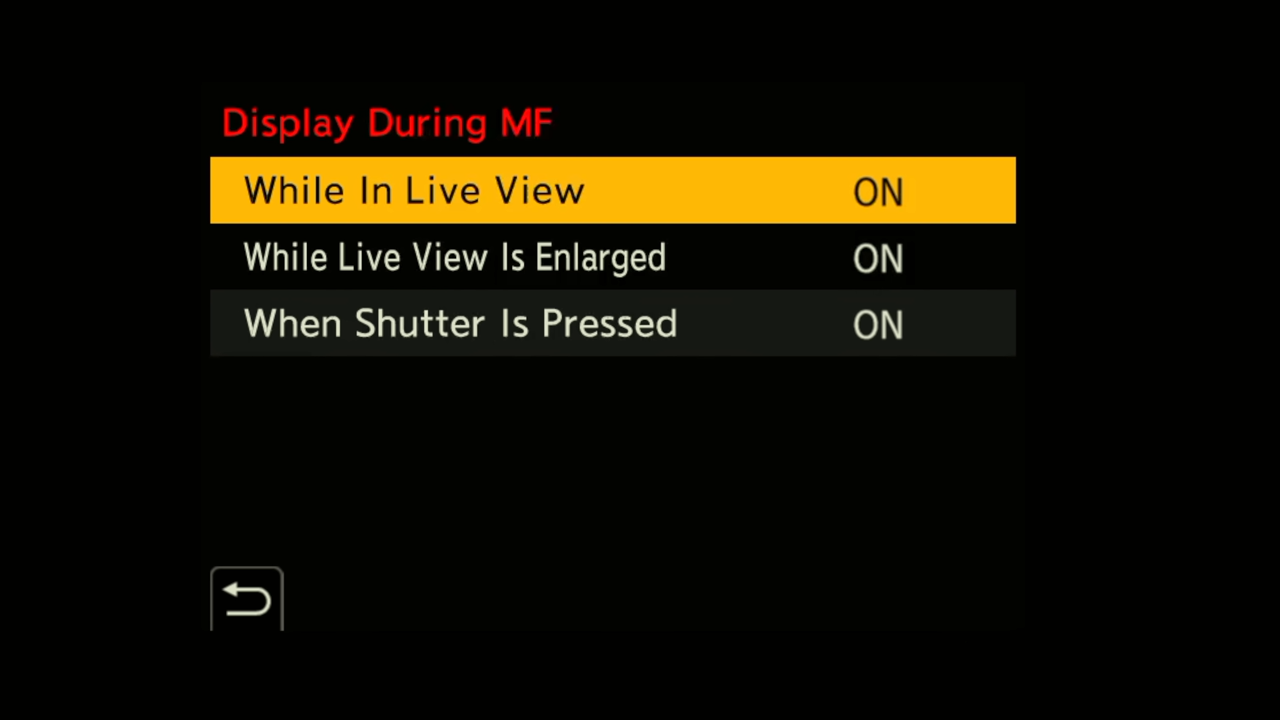 Display During MF
While In Live View ON
While Live View Is Enlarged ON
When Shutter Is Pressed ON